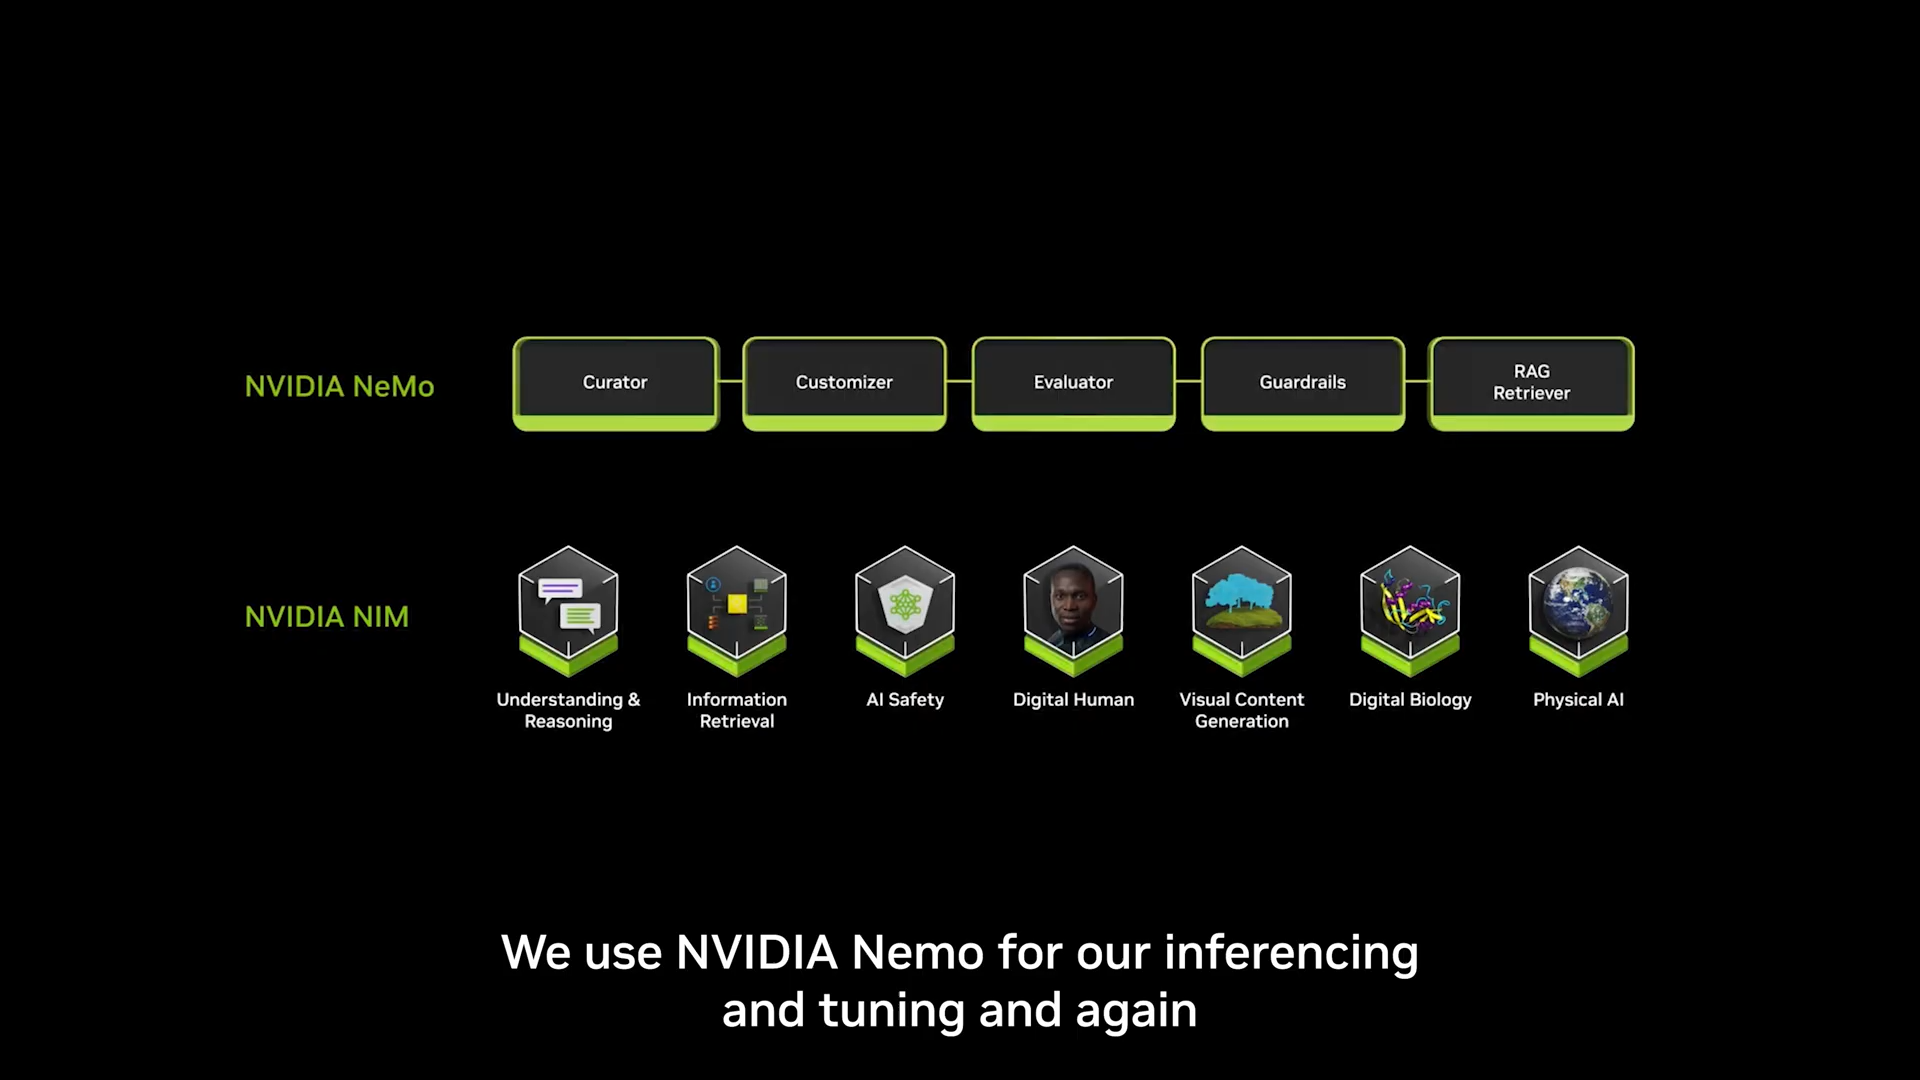 NVIDIA NeMo
Curator
Customizer
Evaluator
Guardrails
RAG
Retriever
NVIDIA NIM
Understanding &
Reasoning
Information
Retrieval
AI Safety
Digital Human
Visual Content
Generation
Digital Biology
Physical AI
We use NVIDIA Nemo for our inferencing
and tuning and again